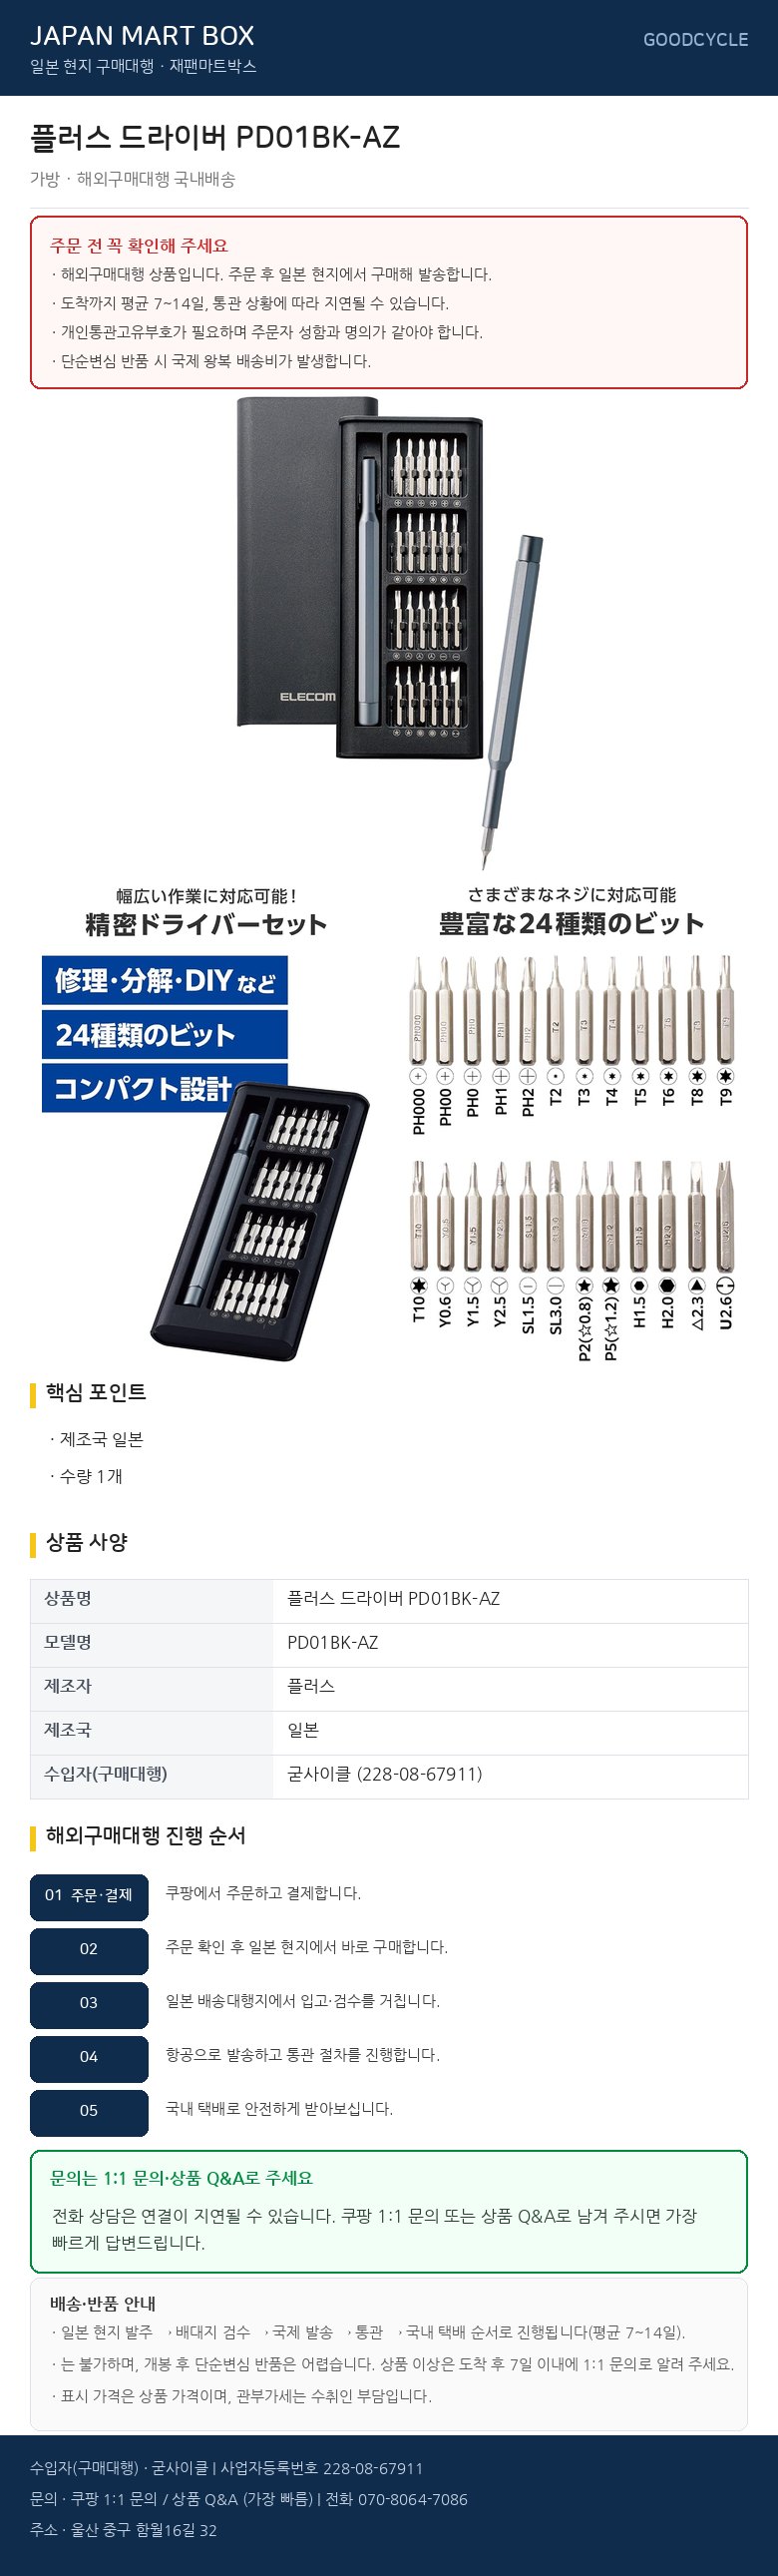 JAPAN MART BOX
GOODCYCLE
일본 현지 구매대행 · 재팬마트박스
플러스 드라이버 PD01BK-AZ
가방 · 해외구매대행 국내배송
주문 전 꼭 확인해 주세요
· 해외구매대행 상품입니다. 주문 후 일본 현지에서 구매해 발송합니다.
· 도착까지 평균 7~14일, 통관 상황에 따라 지연될 수 있습니다.
· 개인통관고유부호가 필요하며 주문자 성함과 명의가 같아야 합니다.
· 단순변심 반품 시 국제 왕복 배송비가 발생합니다.
ELECOM
幅広い作業に対応可能!
精密ドライバーセット
修理・分解・DIYなど
24種類のビット
コンパクト設計
さまざまなネジに対応可能
豊富な24種類のビット
PH000 PH00 PH0 PH1 PH2 T2 T3 T4 T5 T6 T8 T9
T10 Y0.6 Y1.5 Y2.5 SL1.5 SL3.0 P2(☆0.8) P5(☆1.2) H1.5 H2.0 △2.3 U2.6
핵심 포인트
· 제조국 일본
· 수량 1개
상품 사양
상품명 플러스 드라이버 PD01BK-AZ
모델명 PD01BK-AZ
제조자 플러스
제조국 일본
수입자(구매대행) 굳사이클 (228-08-67911)
해외구매대행 진행 순서
01 주문·결제 쿠팡에서 주문하고 결제합니다.
02 주문 확인 후 일본 현지에서 바로 구매합니다.
03 일본 배송대행지에서 입고·검수를 거칩니다.
04 항공으로 발송하고 통관 절차를 진행합니다.
05 국내 택배로 안전하게 받아보십니다.
문의는 1:1 문의·상품 Q&A로 주세요
전화 상담은 연결이 지연될 수 있습니다. 쿠팡 1:1 문의 또는 상품 Q&A로 남겨 주시면 가장
빠르게 답변드립니다.
배송·반품 안내
· 일본 현지 발주 › 배대지 검수 › 국제 발송 › 통관 › 국내 택배 순서로 진행됩니다(평균 7~14일).
· 는 불가하며, 개봉 후 단순변심 반품은 어렵습니다. 상품 이상은 도착 후 7일 이내에 1:1 문의로 알려 주세요.
· 표시 가격은 상품 가격이며, 관부가세는 수취인 부담입니다.
수입자(구매대행) · 굳사이클 | 사업자등록번호 228-08-67911
문의 · 쿠팡 1:1 문의 / 상품 Q&A (가장 빠름) | 전화 070-8064-7086
주소 · 울산 중구 함월16길 32